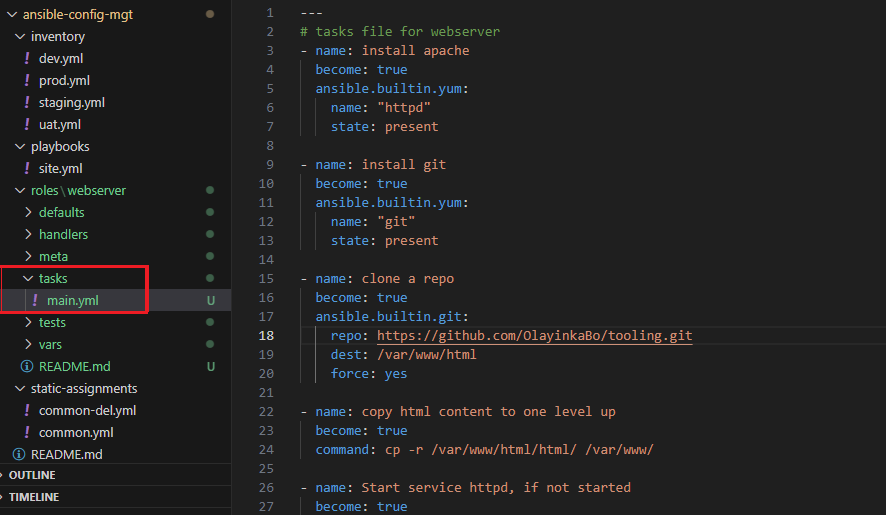 ansible-config-mgt
inventory
! dev.yml
! prod.yml
! staging.yml
! uat.yml
playbooks
! site.yml
roles\webserver
defaults
handlers
meta
tasks
! main.yml U
tests
vars
README.md U
static-assignments
! common-del.yml
! common.yml
README.md
OUTLINE
TIMELINE
1 ---
2 # tasks file for webserver
3 - name: install apache
4 become: true
5 ansible.builtin.yum:
6 name: "httpd"
7 state: present
8
9 - name: install git
10 become: true
11 ansible.builtin.yum:
12 name: "git"
13 state: present
14
15 - name: clone a repo
16 become: true
17 ansible.builtin.git:
18 repo: https://github.com/OlayinkaBo/tooling.git
19 dest: /var/www/html
20 force: yes
21
22 - name: copy html content to one level up
23 become: true
24 command: cp -r /var/www/html/html/ /var/www/
25
26 - name: Start service httpd, if not started
27 become: true